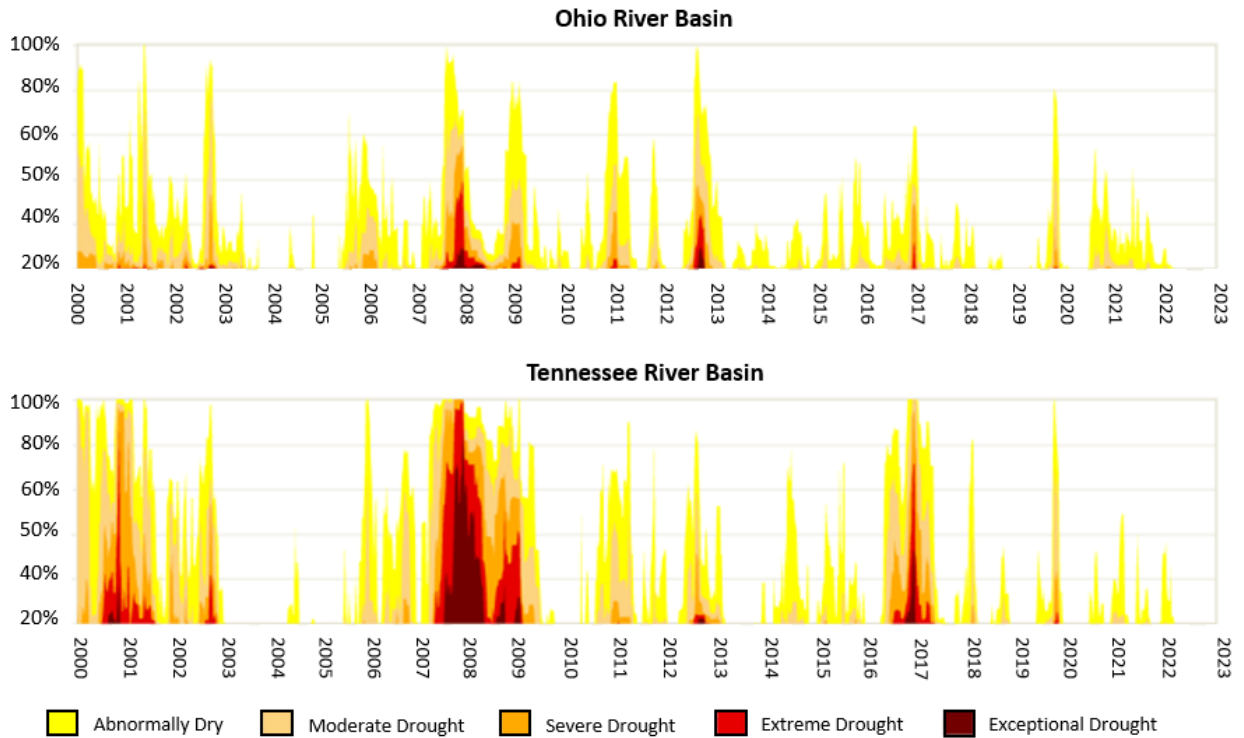 Ohio River Basin
100%
80%
60%
50%
40%
20%
2000 2001 2002 2003 2004 2005 2006 2007 2008 2009 2010 2011 2012 2013 2014 2015 2016 2017 2018 2019 2020 2021 2022 2023
Tennessee River Basin
100%
80%
60%
50%
40%
20%
2000 2001 2002 2003 2004 2005 2006 2007 2008 2009 2010 2011 2012 2013 2014 2015 2016 2017 2018 2019 2020 2021 2022 2023
Abnormally Dry Moderate Drought Severe Drought Extreme Drought Exceptional Drought